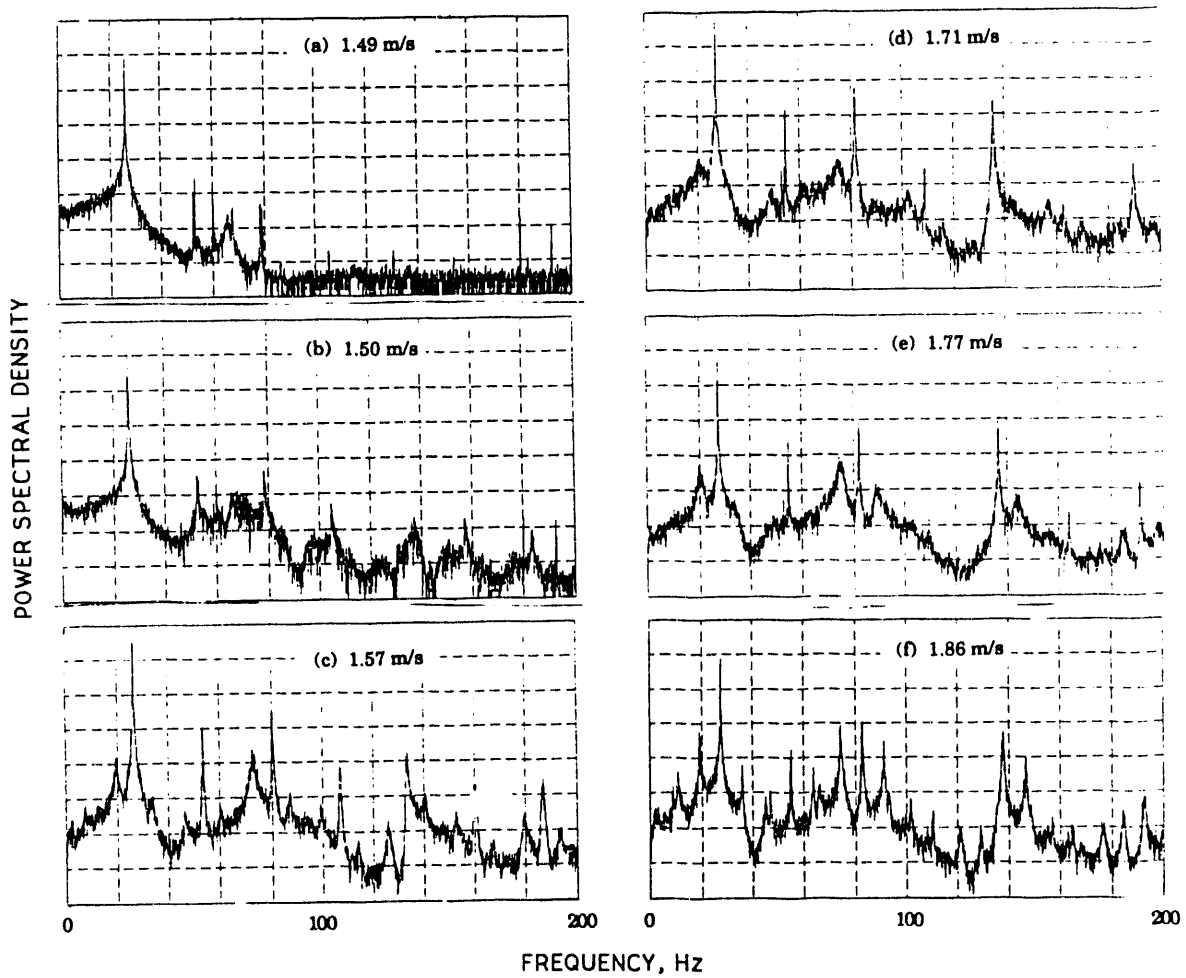 (a) 1.49 m/s
(d) 1.71 m/s
(b) 1.50 m/s
(e) 1.77 m/s
(c) 1.57 m/s
(f) 1.86 m/s
POWER SPECTRAL DENSITY
0 100 200
0 100 200
FREQUENCY, Hz